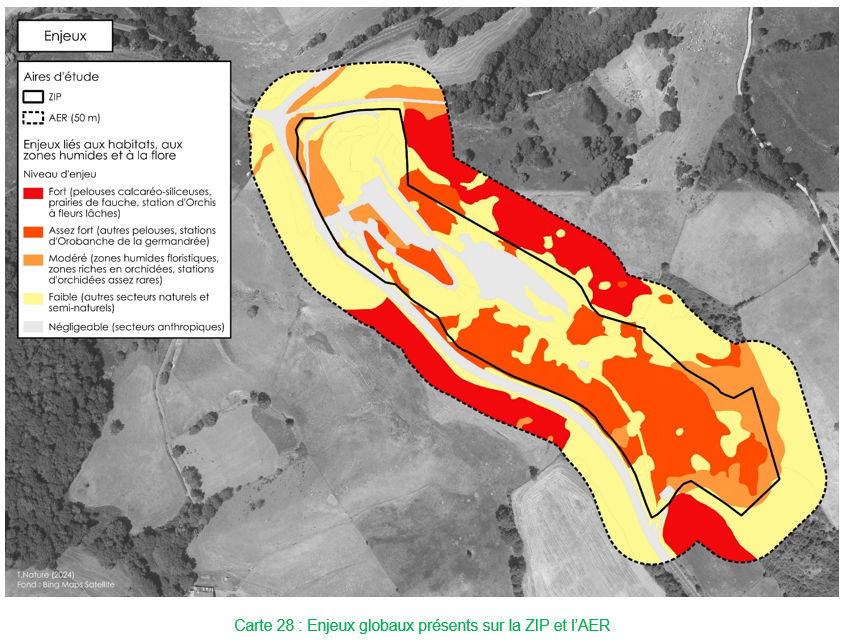 Enjeux
Aires d'étude
ZIP
AER (50 m)
Enjeux liés aux habitats, aux
zones humides et à la flore
Niveau d'enjeu
Fort (pelouses calcaréo-siliceuses,
prairies de fauche, station d'Orchis
à fleurs lâches)
Assez fort (autres pelouses, stations
d'Orobanche de la germandrée)
Modéré (zones humides floristiques,
zones riches en orchidées, stations
d'orchidées assez rares)
Faible (autres secteurs naturels et
semi-naturels)
Négligeable (secteurs anthropiques)
T.Nature (2024)
Fond : Bing Maps Satellite
Carte 28 : Enjeux globaux présents sur la ZIP et l'AER